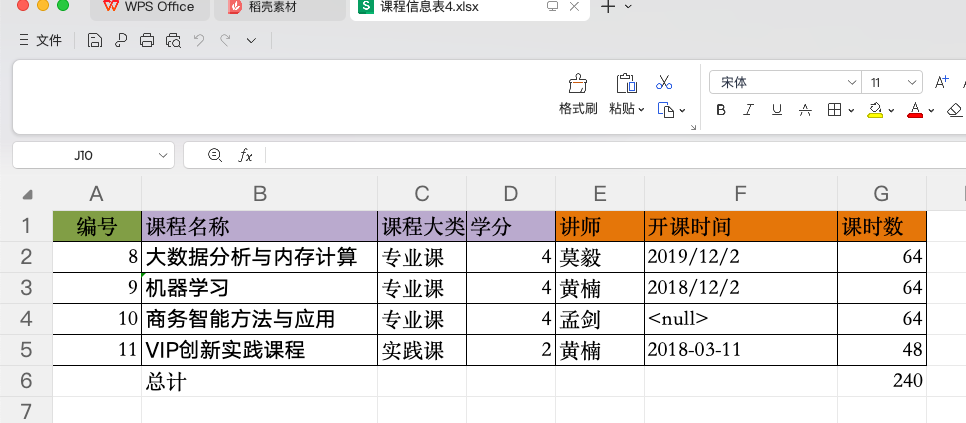 WPS Office 稻壳素材 S 课程信息表4.xlsx
文件
格式刷 粘贴 宋体 11 A+
B I U A A
J10 fx
A B C D E F G
1 编号 课程名称 课程大类 学分 讲师 开课时间 课时数
2 8 大数据分析与内存计算 专业课 4 莫毅 2019/12/2 64
3 9 机器学习 专业课 4 黄楠 2018/12/2 64
4 10 商务智能方法与应用 专业课 4 孟剑 <null> 64
5 11 VIP创新实践课程 实践课 2 黄楠 2018-03-11 48
6 总计 240
7